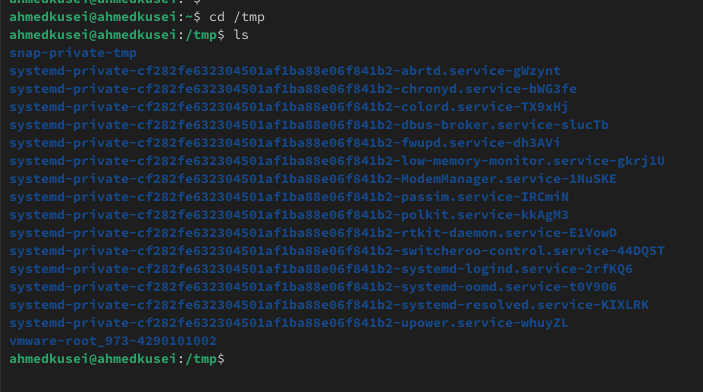 ahmedkusei@ahmedkusei:~$ cd /tmp
ahmedkusei@ahmedkusei:/tmp$ ls
snap-private-tmp
systemd-private-cf282fe632304501af1ba88e06f841b2-abrtd.service-gWzynt
systemd-private-cf282fe632304501af1ba88e06f841b2-chronyd.service-bWG3fe
systemd-private-cf282fe632304501af1ba88e06f841b2-colord.service-TX9xHj
systemd-private-cf282fe632304501af1ba88e06f841b2-dbus-broker.service-slucTb
systemd-private-cf282fe632304501af1ba88e06f841b2-fwupd.service-dh3AVi
systemd-private-cf282fe632304501af1ba88e06f841b2-low-memory-monitor.service-gkrj1U
systemd-private-cf282fe632304501af1ba88e06f841b2-ModemManager.service-1NuSKE
systemd-private-cf282fe632304501af1ba88e06f841b2-passim.service-IRCmiN
systemd-private-cf282fe632304501af1ba88e06f841b2-polkit.service-kkAgM3
systemd-private-cf282fe632304501af1ba88e06f841b2-rtkit-daemon.service-E1VowD
systemd-private-cf282fe632304501af1ba88e06f841b2-switcheroo-control.service-44DQ5T
systemd-private-cf282fe632304501af1ba88e06f841b2-systemd-logind.service-2rfKQ6
systemd-private-cf282fe632304501af1ba88e06f841b2-systemd-oomd.service-t0Y906
systemd-private-cf282fe632304501af1ba88e06f841b2-systemd-resolved.service-KIXLRK
systemd-private-cf282fe632304501af1ba88e06f841b2-upower.service-whuyZL
vmware-root_973-4290101002
ahmedkusei@ahmedkusei:/tmp$